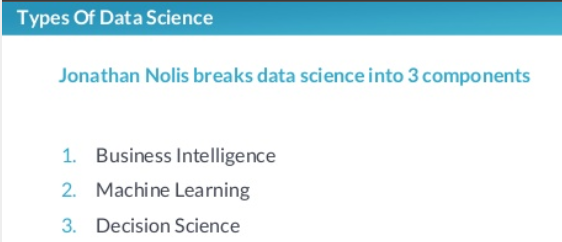 Types Of Data Science
Jonathan Nolis breaks data science into 3 components
1. Business Intelligence
2. Machine Learning
3. Decision Science